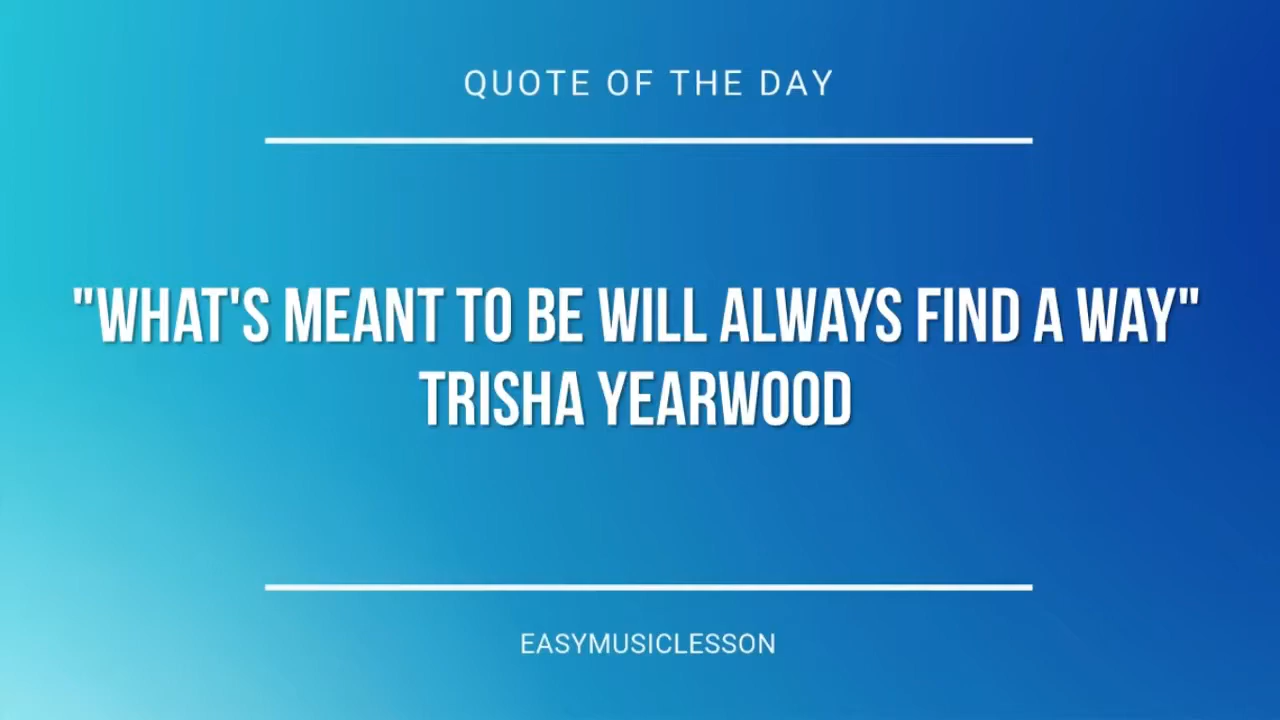 QUOTE OF THE DAY
"WHAT'S MEANT TO BE WILL ALWAYS FIND A WAY"
TRISHA YEARWOOD
EASYMUSICLESSON